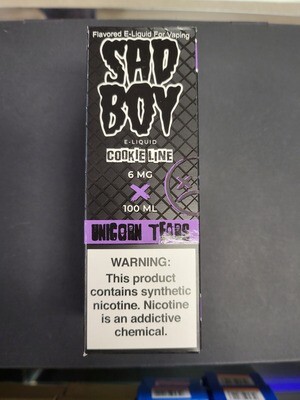 Flavored E-Liquid For Vaping
SAD
BOY
E-LIQUID
COOKIE LINE
6 MG
X
100 ML
UNICORN TEARS
WARNING:
This product
contains synthetic
nicotine. Nicotine
is an addictive
chemical.